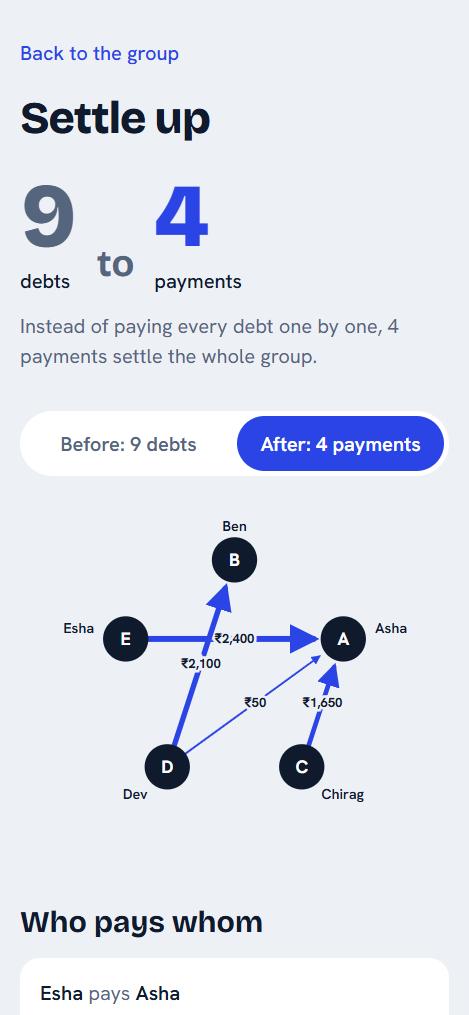 Back to the group
Settle up
9 to 4
debts payments
Instead of paying every debt one by one, 4
payments settle the whole group.
Before: 9 debts After: 4 payments
Ben
B
Esha E ₹2,400 A Asha
₹2,100
₹50 ₹1,650
D C
Dev Chirag
Who pays whom
Esha pays Asha